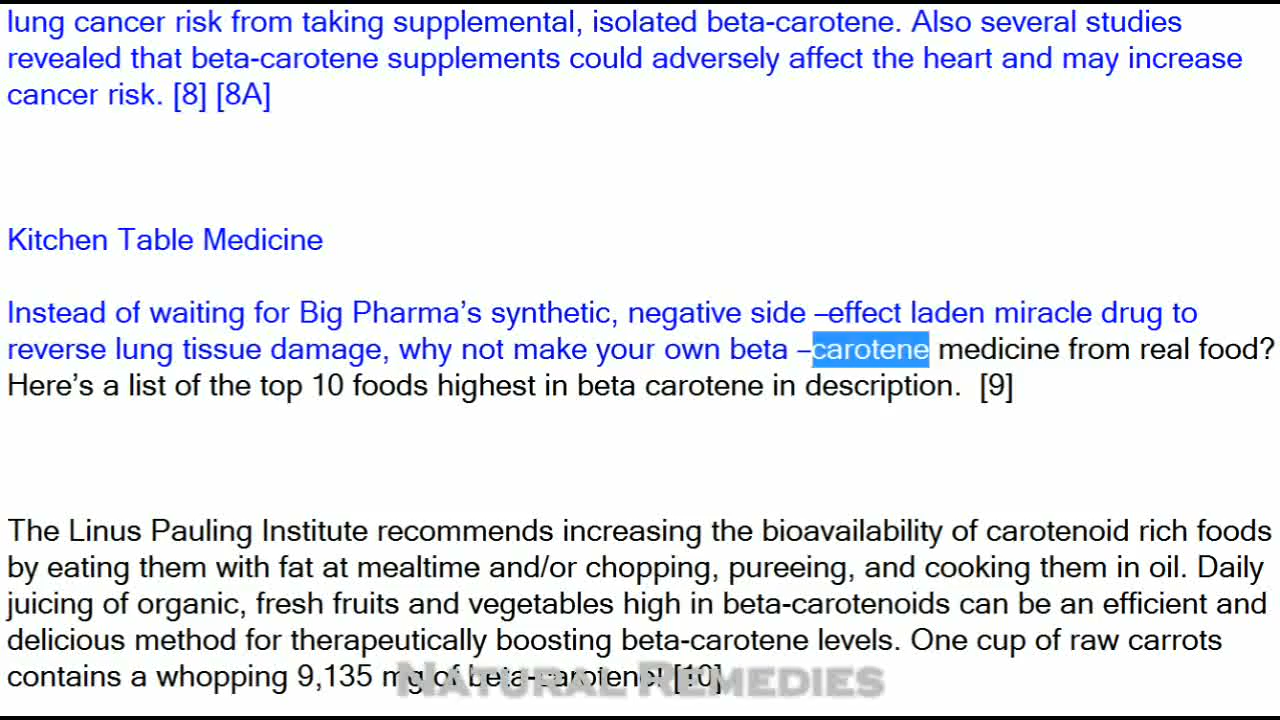 lung cancer risk from taking supplemental, isolated beta-carotene. Also several studies
revealed that beta-carotene supplements could adversely affect the heart and may increase
cancer risk. [8] [8A]
Kitchen Table Medicine
Instead of waiting for Big Pharma’s synthetic, negative side –effect laden miracle drug to
reverse lung tissue damage, why not make your own beta –carotene medicine from real food?
Here’s a list of the top 10 foods highest in beta carotene in description.  [9]
The Linus Pauling Institute recommends increasing the bioavailability of carotenoid rich foods
by eating them with fat at mealtime and/or chopping, pureeing, and cooking them in oil. Daily
juicing of organic, fresh fruits and vegetables high in beta-carotenoids can be an efficient and
delicious method for therapeutically boosting beta-carotene levels. One cup of raw carrots
contains a whopping 9,135 mg of beta-carotene! [10]
NATURAL REMEDIES